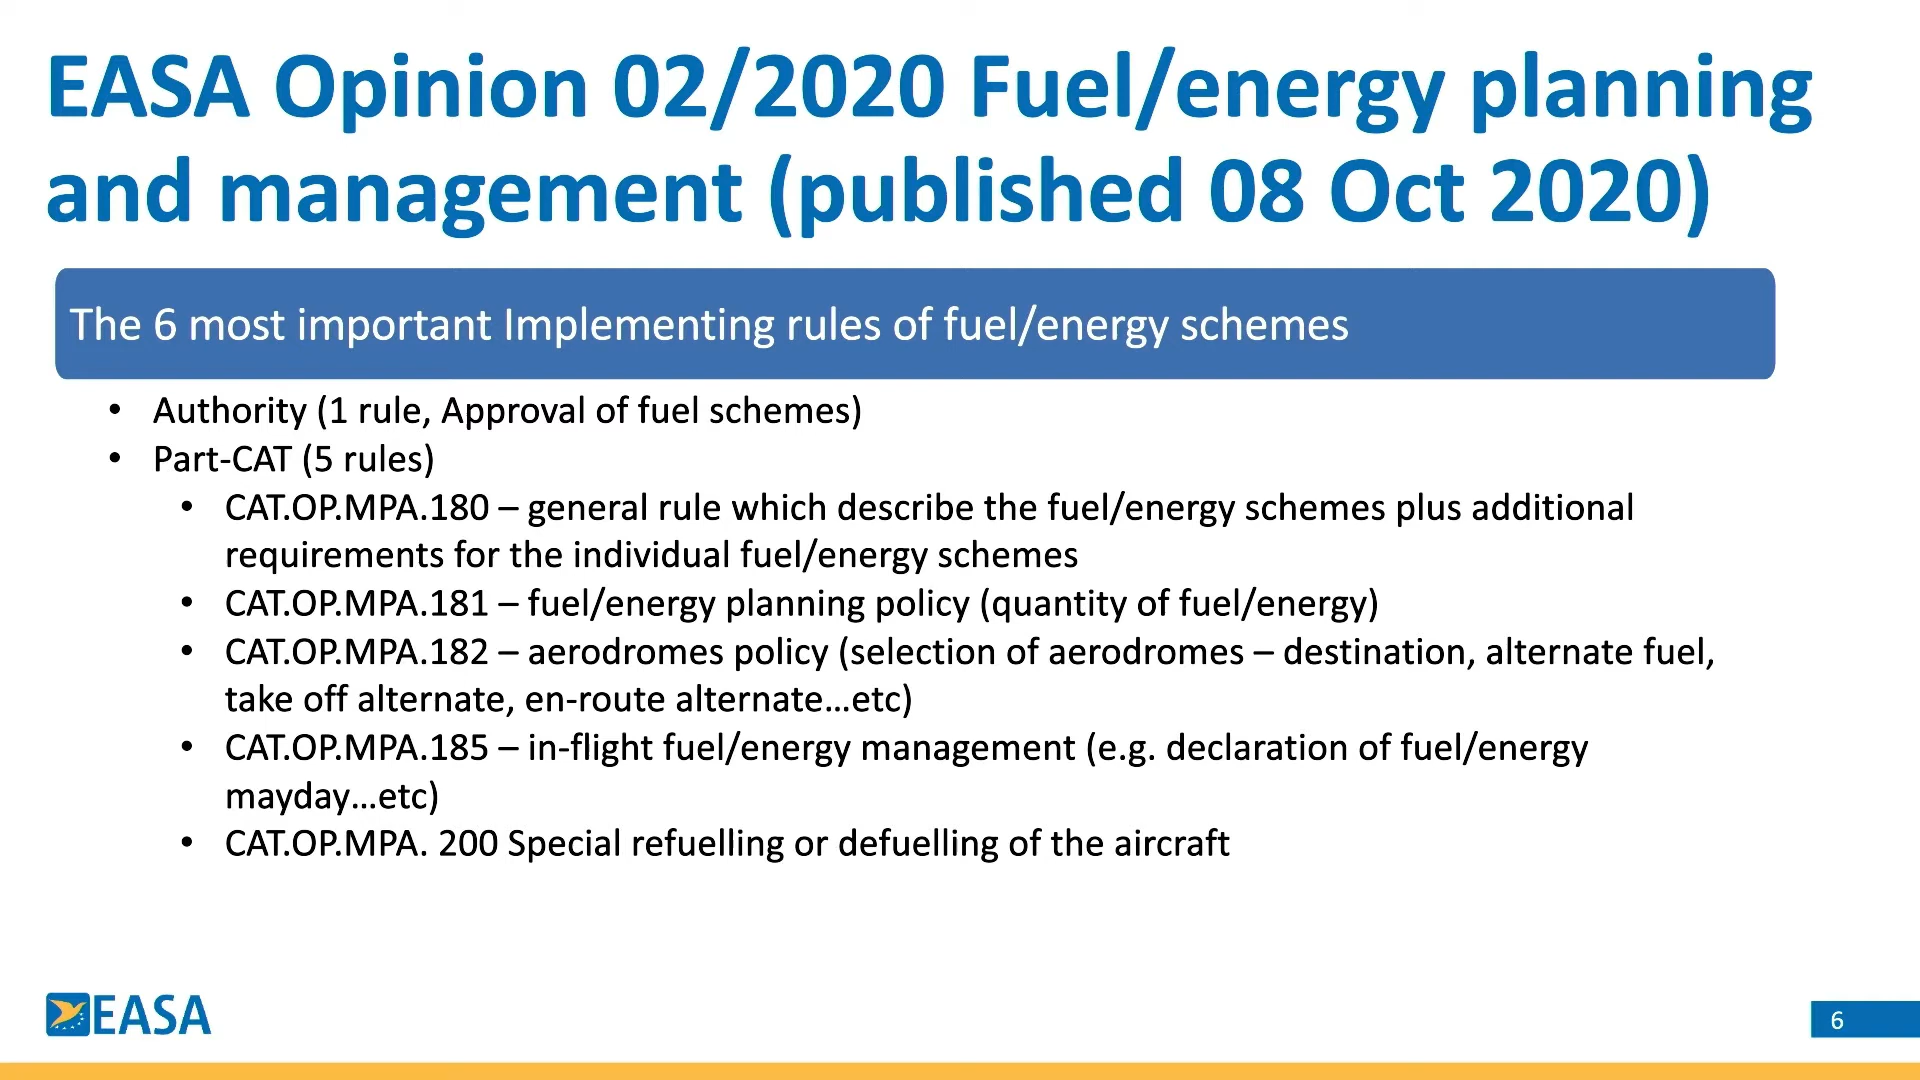 EASA Opinion 02/2020 Fuel/energy planning
and management (published 08 Oct 2020)
The 6 most important Implementing rules of fuel/energy schemes
• Authority (1 rule, Approval of fuel schemes)
• Part-CAT (5 rules)
• CAT.OP.MPA.180 – general rule which describe the fuel/energy schemes plus additional
requirements for the individual fuel/energy schemes
• CAT.OP.MPA.181 – fuel/energy planning policy (quantity of fuel/energy)
• CAT.OP.MPA.182 – aerodromes policy (selection of aerodromes – destination, alternate fuel,
take off alternate, en-route alternate…etc)
• CAT.OP.MPA.185 – in-flight fuel/energy management (e.g. declaration of fuel/energy
mayday…etc)
• CAT.OP.MPA. 200 Special refuelling or defuelling of the aircraft
EASA
6